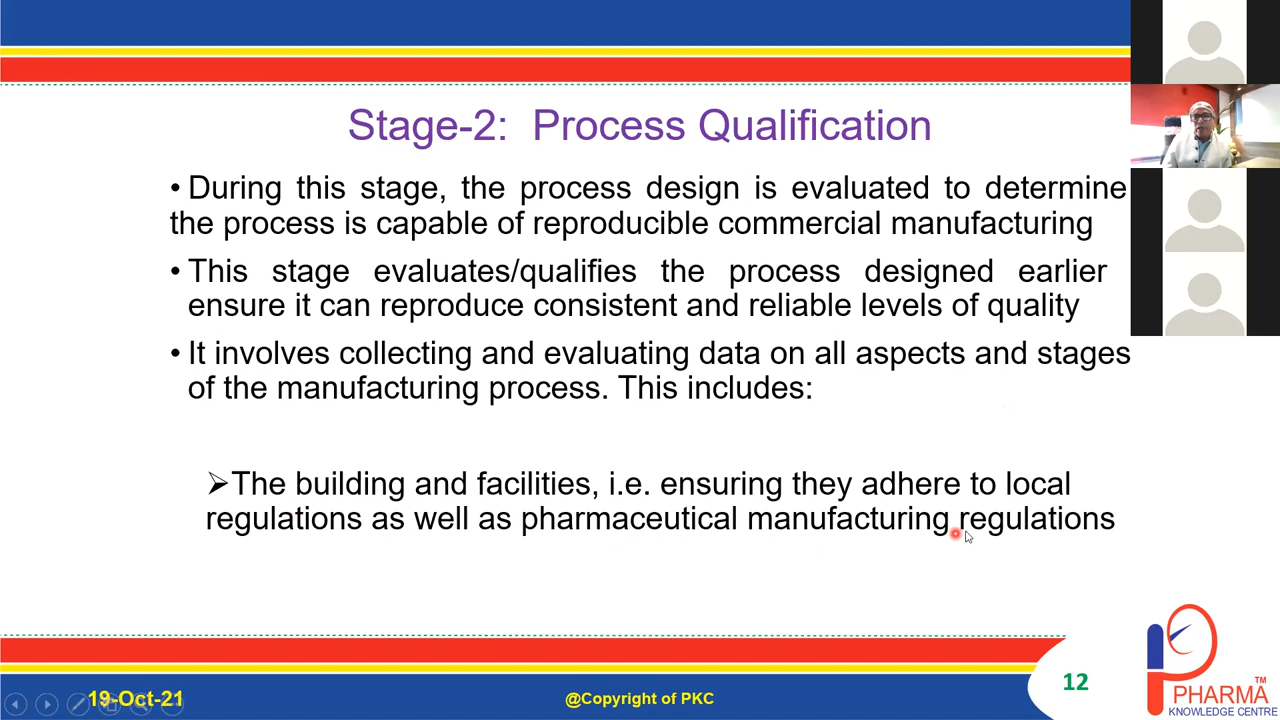 Stage-2: Process Qualification
• During this stage, the process design is evaluated to determine
the process is capable of reproducible commercial manufacturing
• This stage evaluates/qualifies the process designed earlier
ensure it can reproduce consistent and reliable levels of quality
• It involves collecting and evaluating data on all aspects and stages
of the manufacturing process. This includes:
➢The building and facilities, i.e. ensuring they adhere to local
regulations as well as pharmaceutical manufacturing regulations
19-Oct-21
@Copyright of PKC
12
PHARMA TM
KNOWLEDGE CENTRE